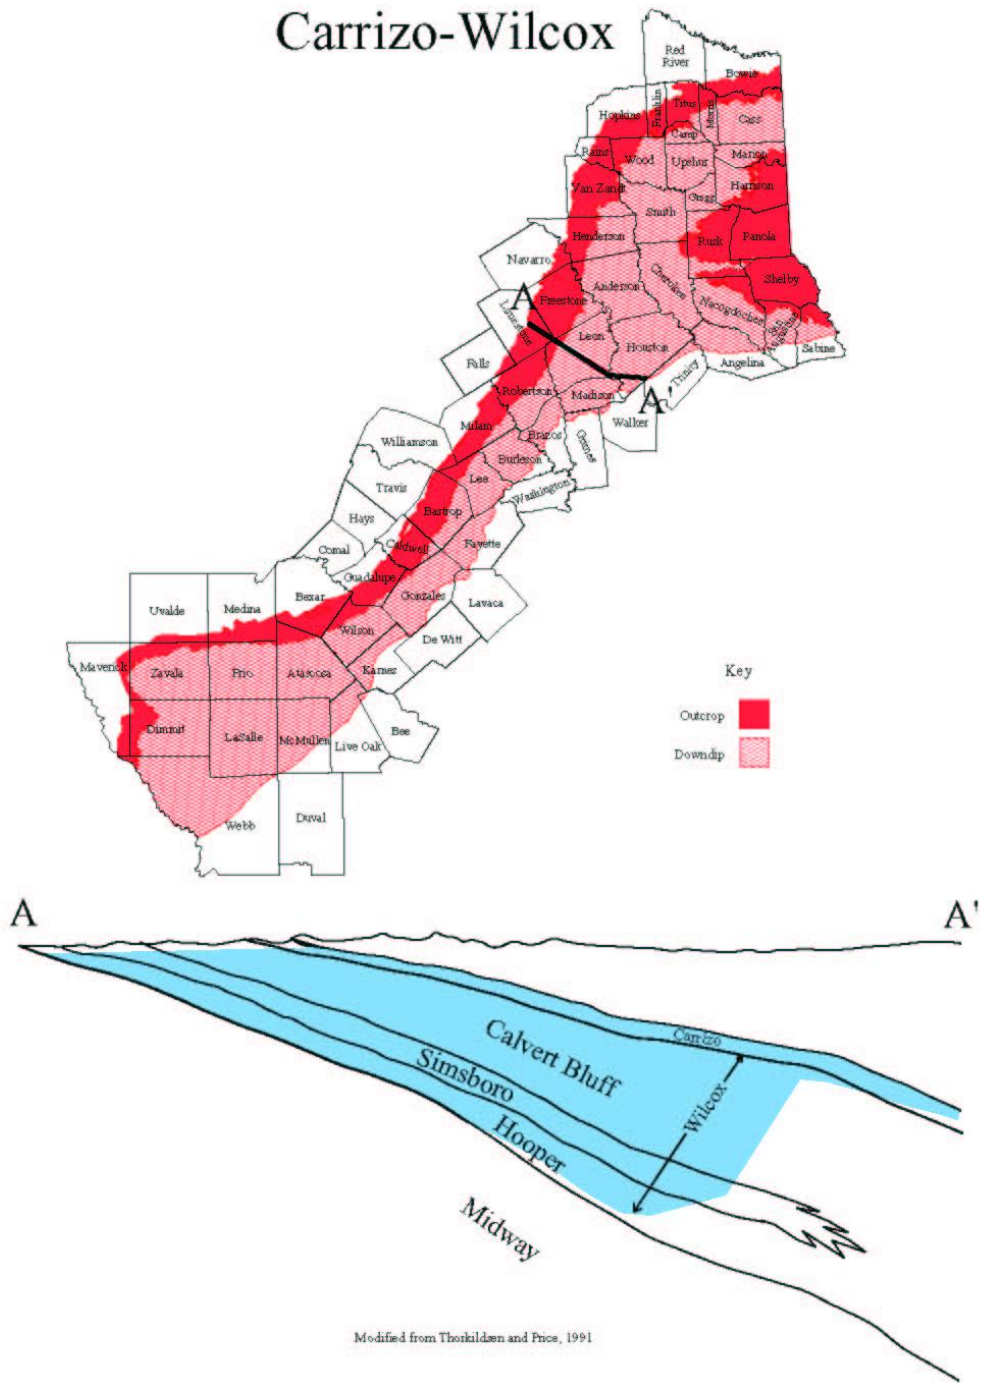 Carrizo-Wilcox
Red
River
Bowie
Hopkins
Franklin
Titus
Morris
Cass
Camp
Rains
Wood
Upshur
Marion
Van Zandt
Gregg
Harrison
Smith
Henderson
Rusk
Panola
Navarro
Cherokee
Shelby
Anderson
A
Freestone
Nacogdoches
San
Augustine
Limestone
Leon
Houston
Sabine
Falls
Angelina
Trinity
Robertson
Madison
A'
Milam
Walker
Williamson
Brazos
Grimes
Burleson
Lee
Travis
Washington
Bastrop
Hays
Caldwell
Fayette
Comal
Guadalupe
Bexar
Gonzales
Lavaca
Uvalde
Medina
Wilson
De Witt
Maverick
Zavala
Frio
Atascosa
Karnes
Key
Dimmit
LaSalle
McMullen
Live Oak
Bee
Outcrop
Downdip
Webb
Duval
A
A'
Carrizo
Calvert Bluff
Simsboro
Wilcox
Hooper
Midway
Modified from Thorkildsen and Price, 1991